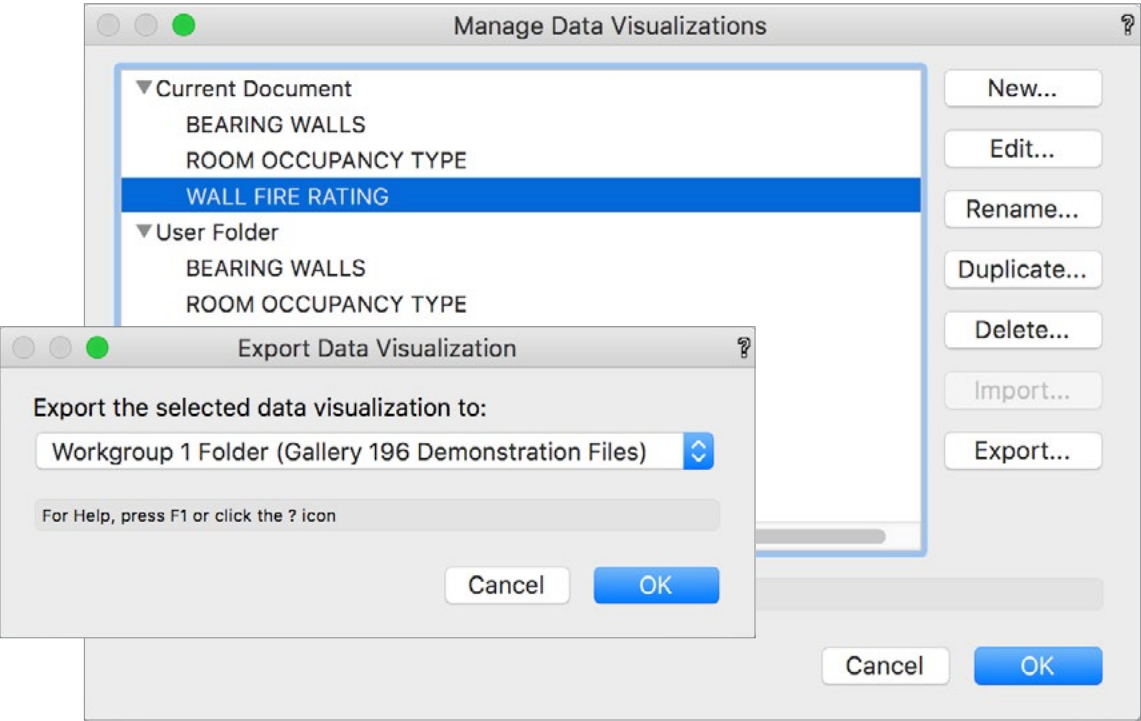 Manage Data Visualizations ?
Current Document
BEARING WALLS
ROOM OCCUPANCY TYPE
WALL FIRE RATING
User Folder
BEARING WALLS
ROOM OCCUPANCY TYPE
New...
Edit...
Rename...
Duplicate...
Delete...
Import...
Export...
Export Data Visualization ?
Export the selected data visualization to:
Workgroup 1 Folder (Gallery 196 Demonstration Files)
For Help, press F1 or click the ? icon
Cancel OK
Cancel OK